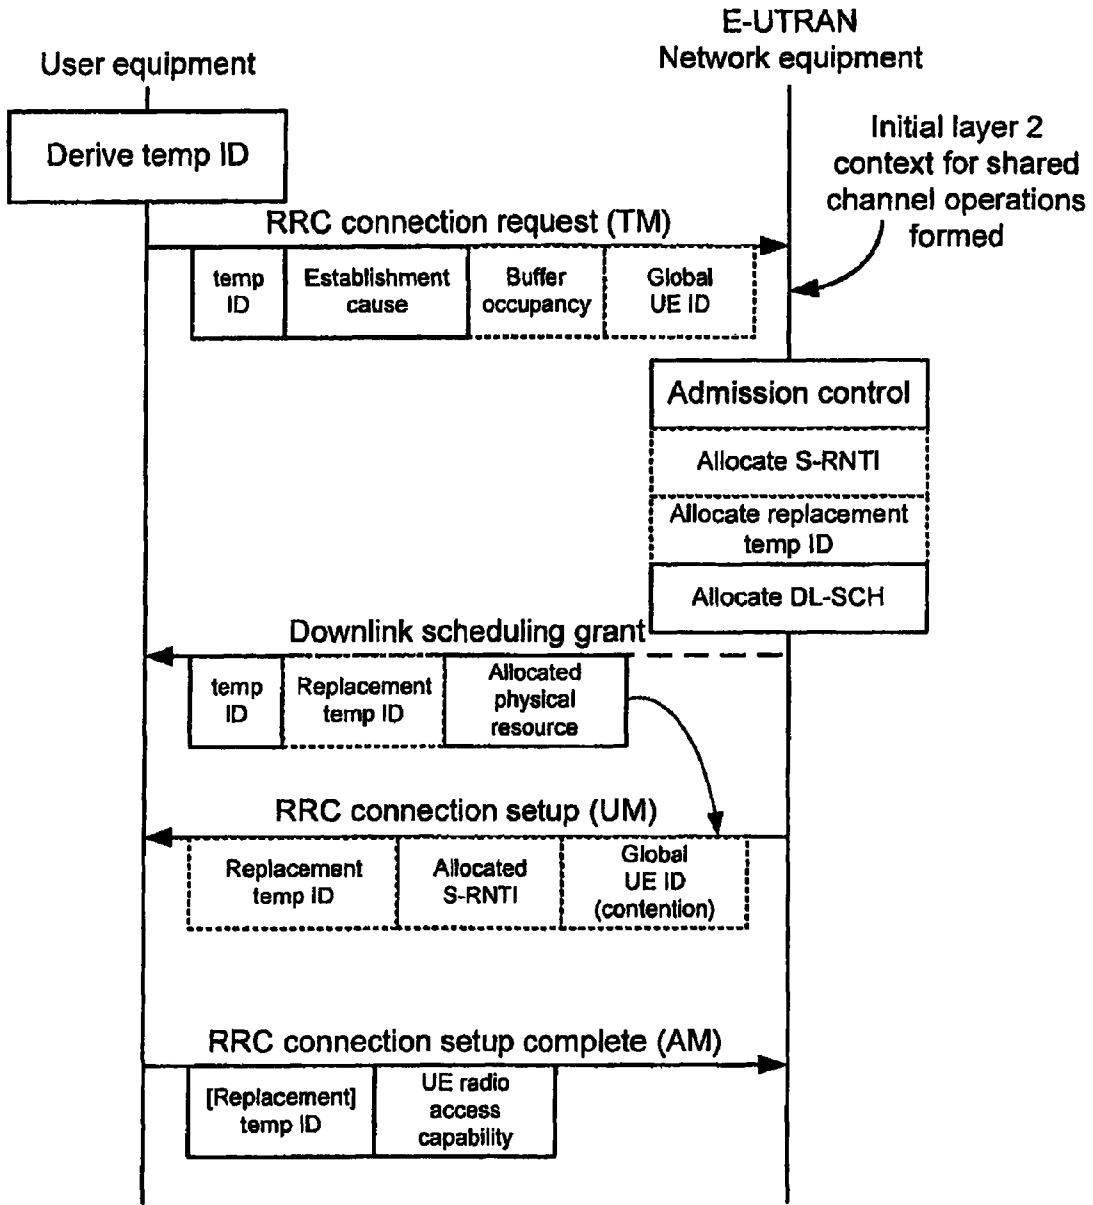 E-UTRAN
Network equipment
User equipment
Derive temp ID
Initial layer 2
context for shared
channel operations
formed
RRC connection request (TM)
temp
ID
Establishment
cause
Buffer
occupancy
Global
UE ID
Admission control
Allocate S-RNTI
Allocate replacement
temp ID
Allocate DL-SCH
Downlink scheduling grant
temp
ID
Replacement
temp ID
Allocated
physical
resource
RRC connection setup (UM)
Replacement
temp ID
Allocated
S-RNTI
Global
UE ID
(contention)
RRC connection setup complete (AM)
[Replacement]
temp ID
UE radio
access
capability